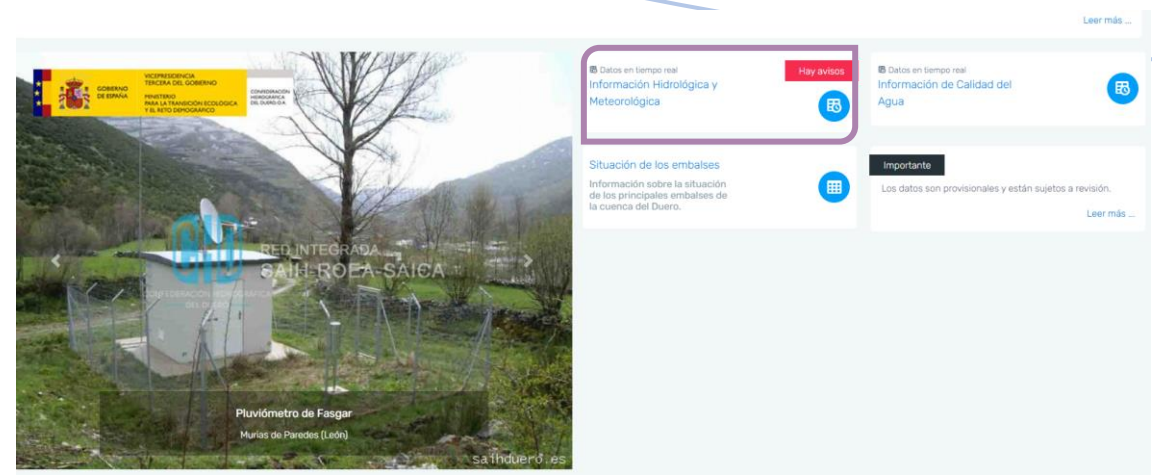 Leer más ...
GOBIERNO
DE ESPAÑA
VICEPRESIDENCIA
TERCERA DEL GOBIERNO
MINISTERIO
PARA LA TRANSICIÓN ECOLÓGICA
Y EL RETO DEMOGRÁFICO
CONFEDERACIÓN
HIDROGRÁFICA
DEL DUERO, O.A.
RED INTEGRADA
SAIH-ROEA-SAICA
CONFEDERACIÓN HIDROGRÁFICA
DEL DUERO
Pluviómetro de Fasgar
Murias de Paredes (León)
saihduero.es
Datos en tiempo real
Hay avisos
Información Hidrológica y
Meteorológica
Datos en tiempo real
Información de Calidad del
Agua
Situación de los embalses
Información sobre la situación
de los principales embalses de
la cuenca del Duero.
Importante
Los datos son provisionales y están sujetos a revisión.
Leer más ...